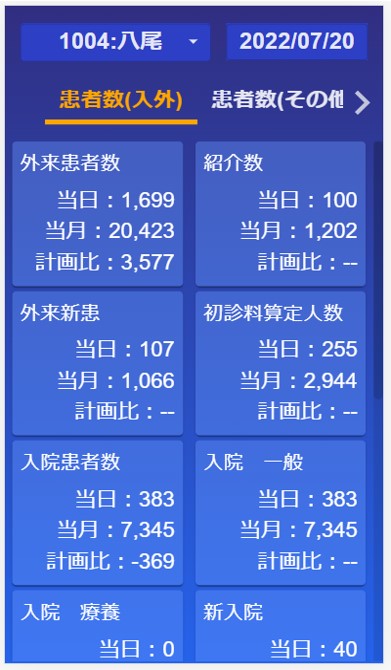 1004:八尾
2022/07/20
患者数(入外)
患者数(その他
外来患者数
当日：1,699
当月：20,423
計画比：3,577
紹介数
当日：100
当月：1,202
計画比：--
外来新患
当日：107
当月：1,066
計画比：--
初診料算定人数
当日：255
当月：2,944
計画比：--
入院患者数
当日：383
当月：7,345
計画比：-369
入院　一般
当日：383
当月：7,345
計画比：--
入院　療養
当日：0
新入院
当日：40